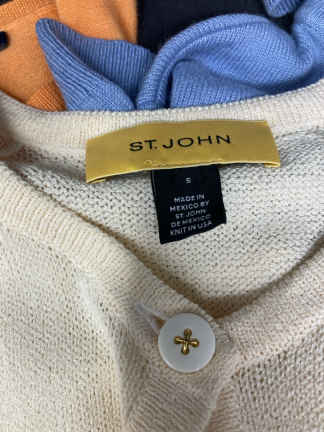 ST. JOHN
S
MADE IN
MEXICO BY
ST. JOHN
DE MEXICO
KNIT IN USA